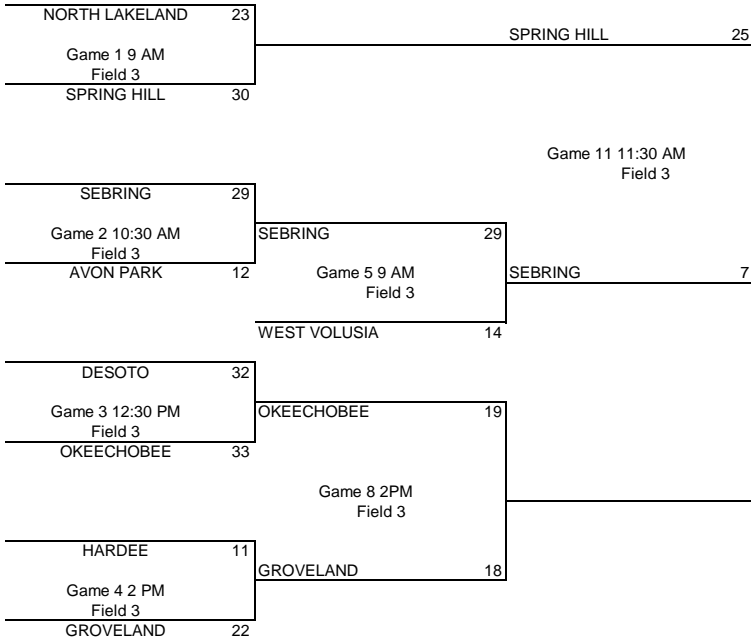 NORTH LAKELAND 23
SPRING HILL 25
Game 1 9 AM
Field 3
SPRING HILL 30
Game 11 11:30 AM
Field 3
SEBRING 29
Game 2 10:30 AM
Field 3
SEBRING 29
AVON PARK 12
Game 5 9 AM
Field 3
SEBRING 7
WEST VOLUSIA 14
DESOTO 32
Game 3 12:30 PM
Field 3
OKEECHOBEE 19
OKEECHOBEE 33
Game 8 2PM
Field 3
HARDEE 11
GROVELAND 18
Game 4 2 PM
Field 3
GROVELAND 22